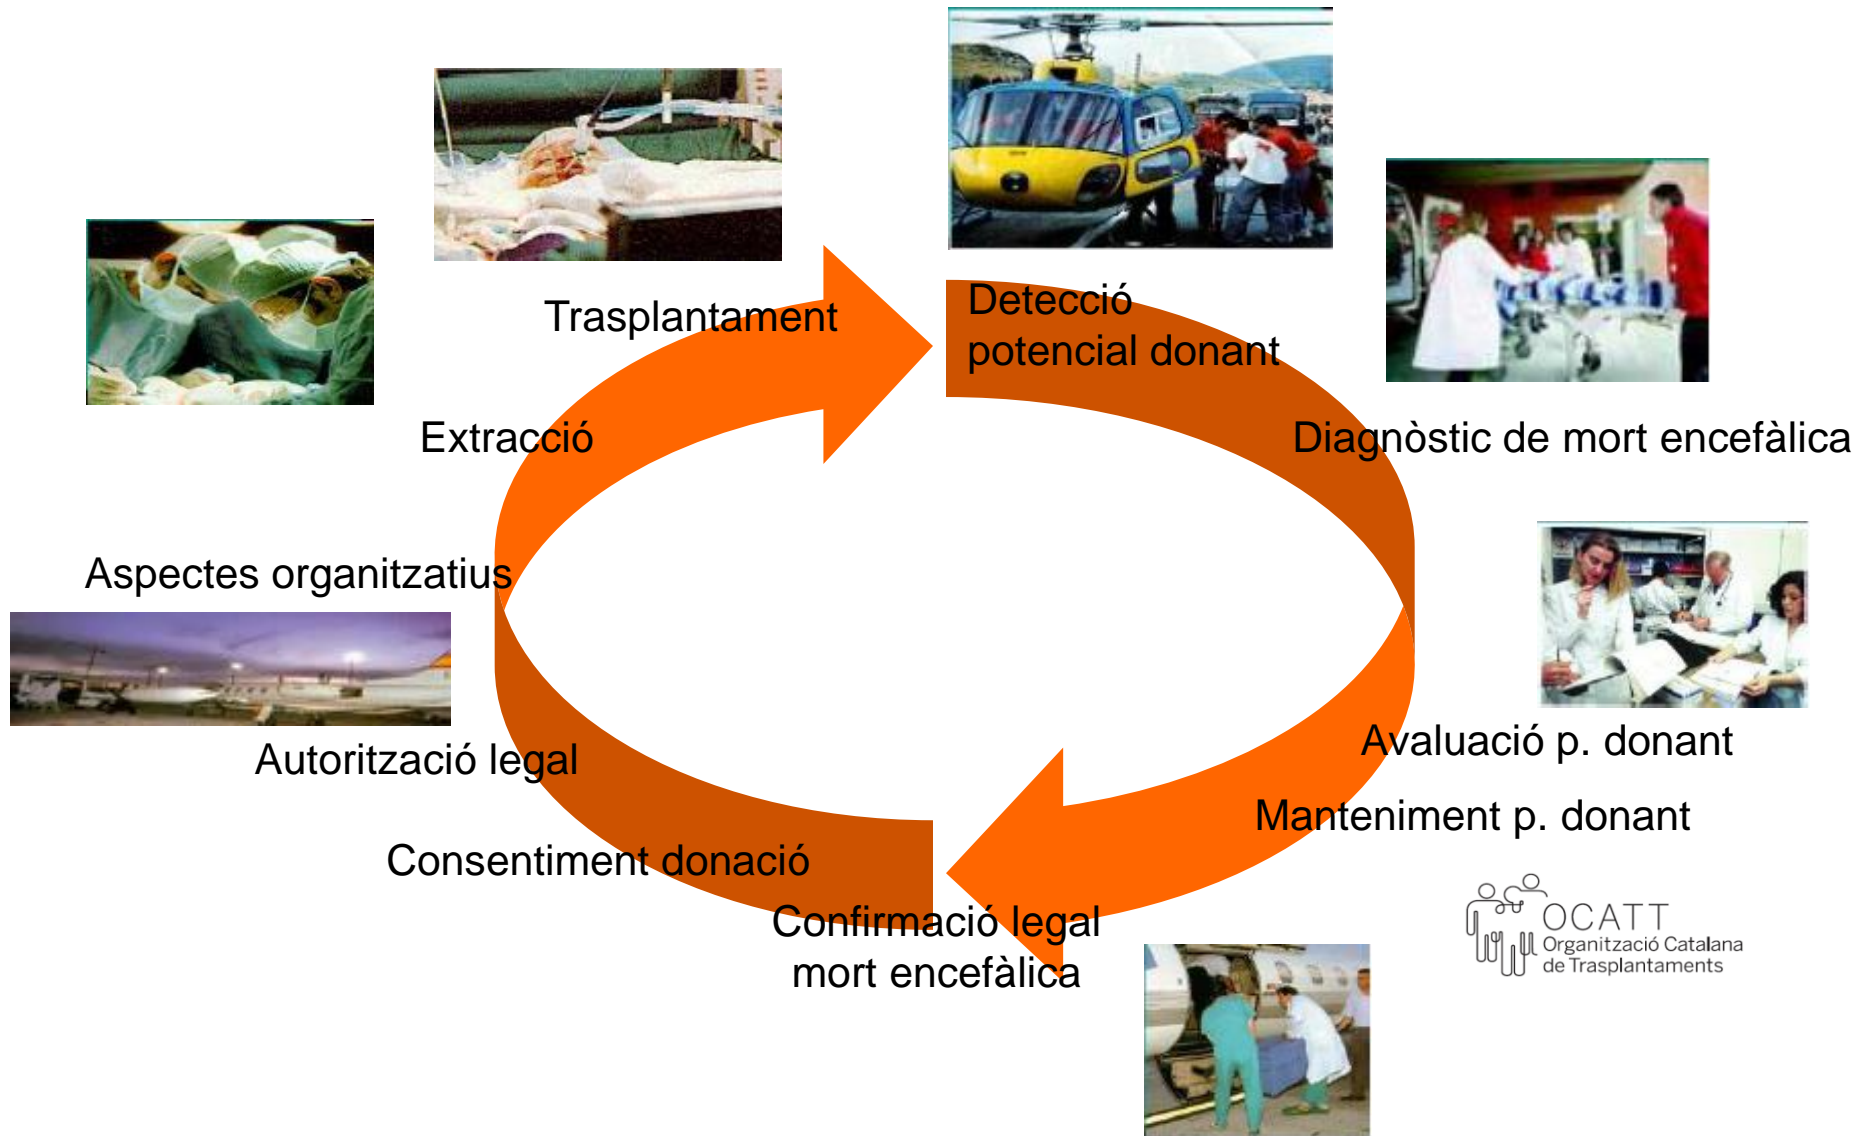 Trasplantament
Detecció
potencial donant
Extracció
Diagnòstic de mort encefàlica
Aspectes organitzatius
Avaluació p. donant
Autorització legal
Manteniment p. donant
Consentiment donació
Confirmació legal
mort encefàlica
OCATT
Organització Catalana
de Trasplantaments